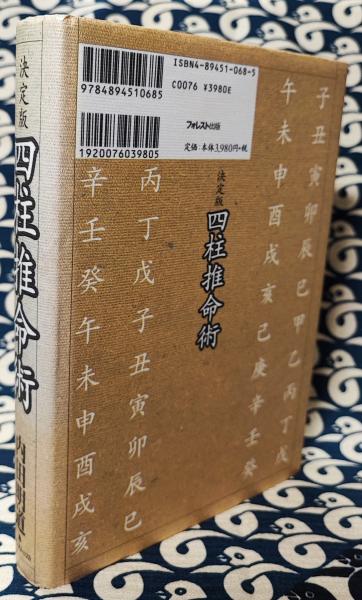 決定版
四柱推命術
ISBN4-89451-068-5
9784894510685
C0076 ¥3980E
1920076039805
フォレスト出版
定価:本体3,980円+税
子丑寅卯辰巳甲乙丙丁戊
午未申酉戌亥己庚辛壬癸
決定版
四柱推命術
丙丁戊子丑寅卯辰巳
辛壬癸午未申酉戌亥